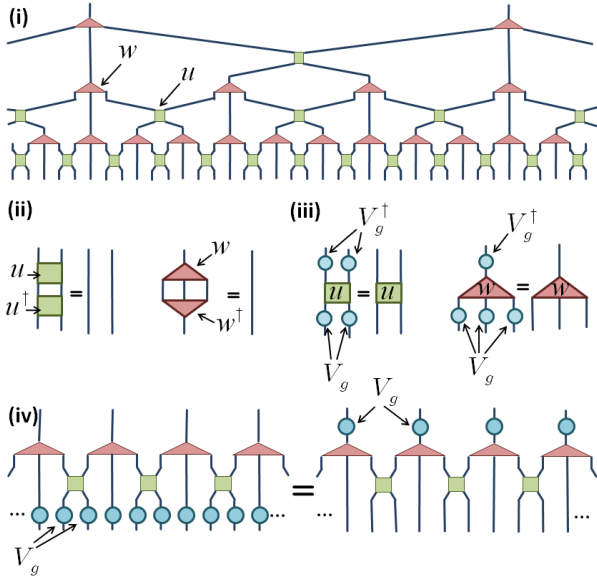 (i)
w
u
(ii)
u
u†
=
w
w†
=
(iii)
V_g†
u
=
u
V_g
V_g†
w
=
w
V_g
(iv)
V_g
...
...
V_g
=
...
...